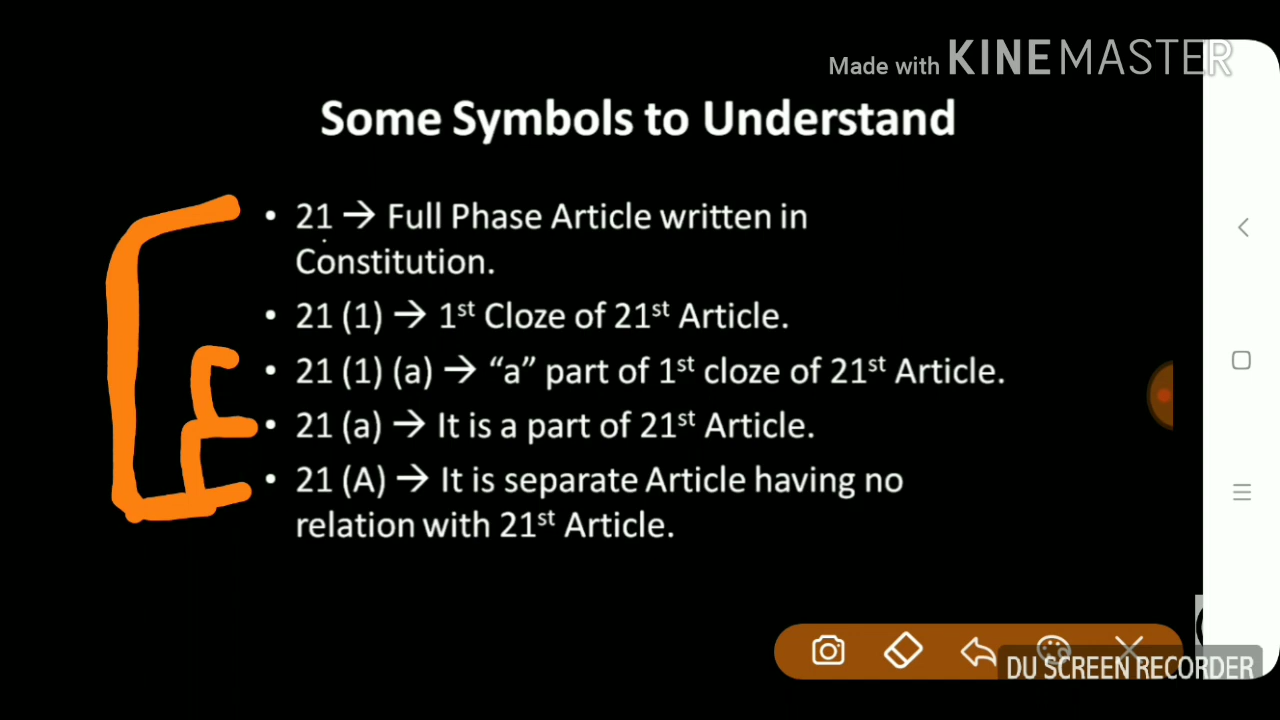 Made with KINEMASTER
Some Symbols to Understand
• 21 → Full Phase Article written in
Constitution.
• 21 (1) → 1st Cloze of 21st Article.
• 21 (1) (a) → “a” part of 1st cloze of 21st Article.
• 21 (a) → It is a part of 21st Article.
• 21 (A) → It is separate Article having no
relation with 21st Article.
DU SCREEN RECORDER